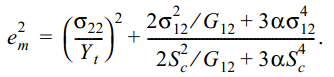 e_m^2 = (σ_22 / Y_t)^2 + (2σ_12^2/G_12 + 3ασ_12^4) / (2S_c^2/G_12 + 3αS_c^4).